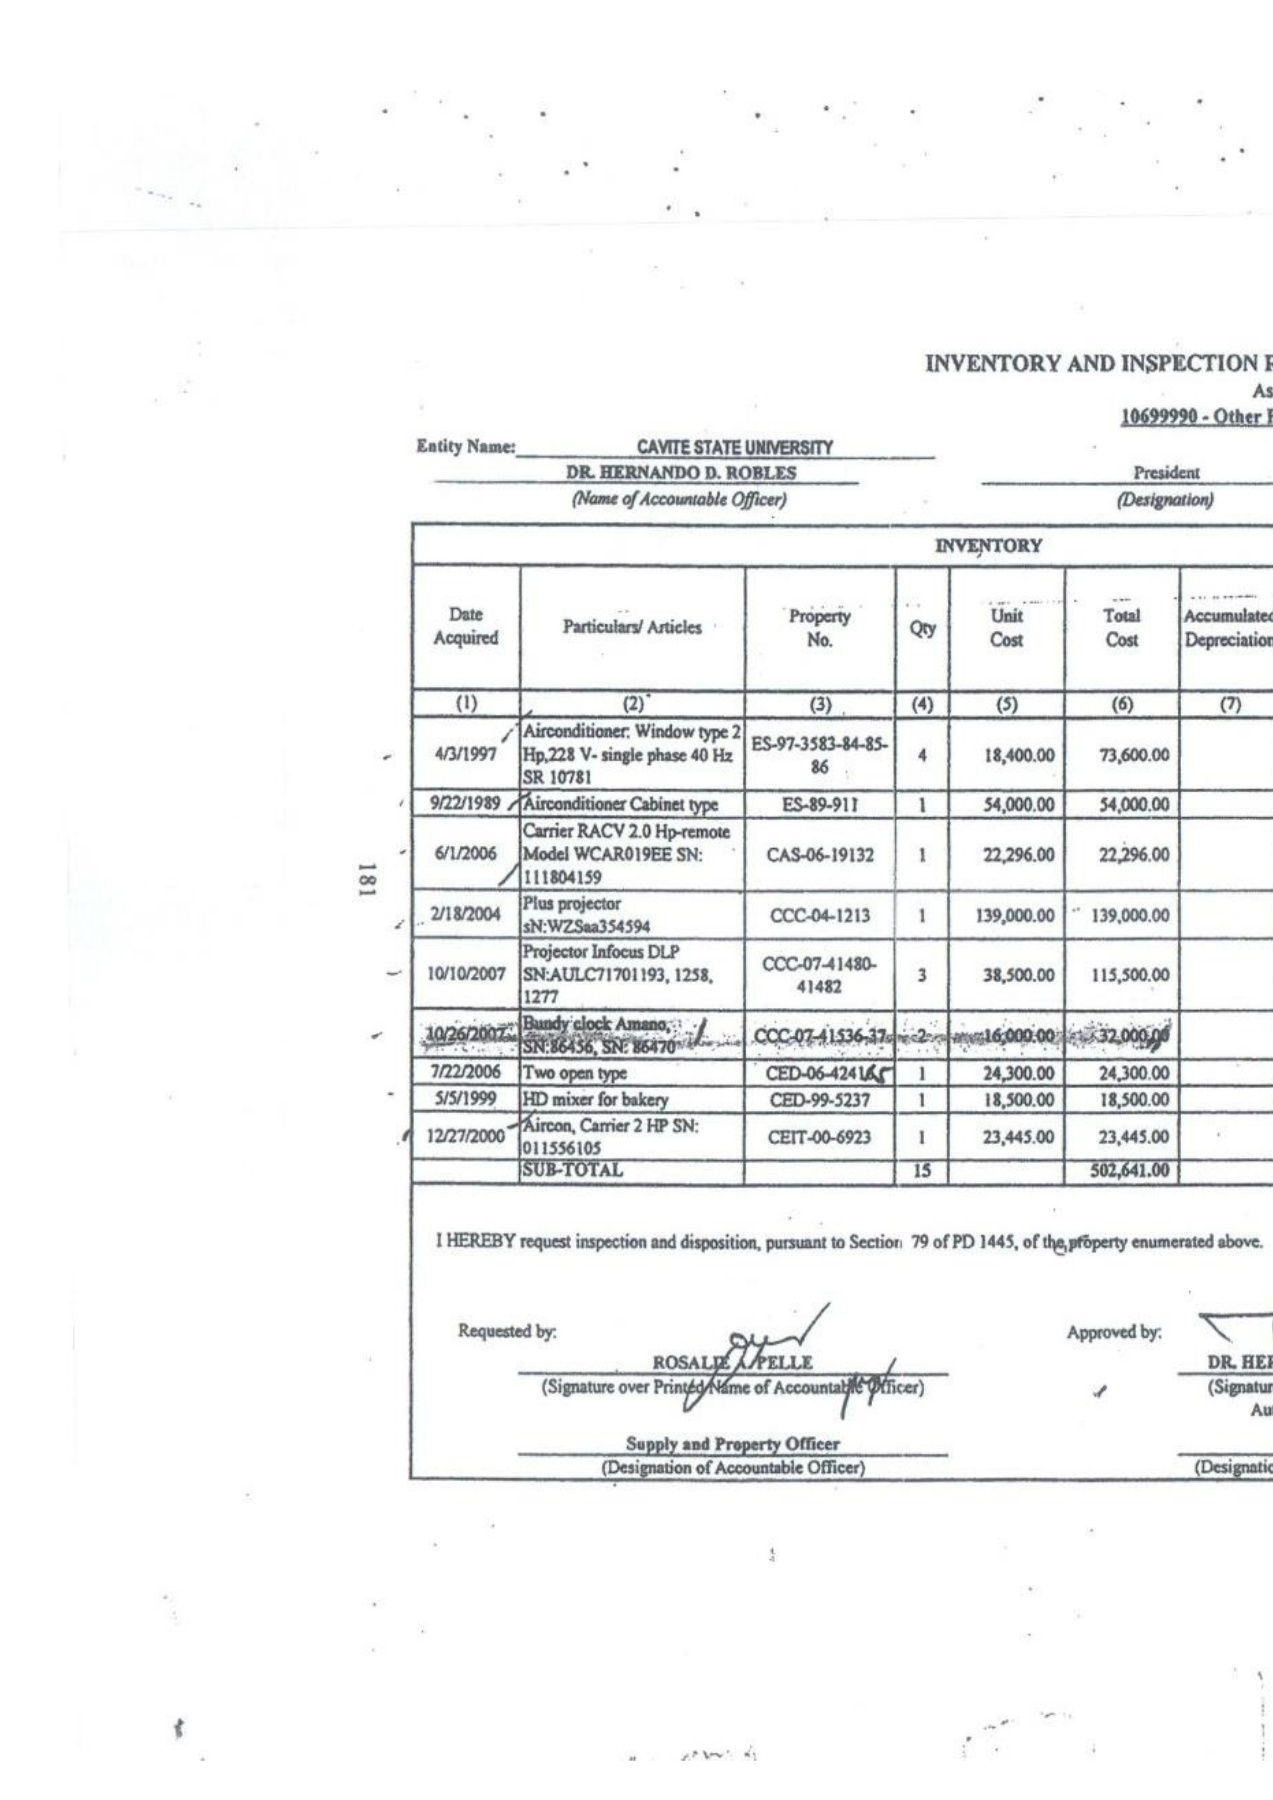 INVENTORY AND INSPECTION
As
10699990 - Other
Entity Name: CAVITE STATE UNIVERSITY
DR. HERNANDO D. ROBLES President
(Name of Accountable Officer) (Designation)
INVENTORY
Date Acquired Particulars/ Articles Property No. Qty Unit Cost Total Cost Accumulated Depreciation
(1) (2) (3) (4) (5) (6) (7)
4/3/1997 Airconditioner: Window type 2 Hp,228 V- single phase 40 Hz SR 10781 ES-97-3583-84-85-86 4 18,400.00 73,600.00
9/22/1989 Airconditioner Cabinet type ES-89-911 1 54,000.00 54,000.00
6/1/2006 Carrier RACV 2.0 Hp-remote Model WCAR019EE SN: 111804159 CAS-06-19132 1 22,296.00 22,296.00
181
2/18/2004 Plus projector sN:WZSaa354594 CCC-04-1213 1 139,000.00 139,000.00
10/10/2007 Projector Infocus DLP SN:AULC71701193, 1258, 1277 CCC-07-41480-41482 3 38,500.00 115,500.00
10/26/2007 Bundy clock Amano, SN:86456, SN: 86470 CCC-07-41536-37 2 16,000.00 32,000.00
7/22/2006 Two open type CED-06-424165 1 24,300.00 24,300.00
5/5/1999 HD mixer for bakery CED-99-5237 1 18,500.00 18,500.00
12/27/2000 Aircon, Carrier 2 HP SN: 011556105 CEIT-00-6923 1 23,445.00 23,445.00
SUB-TOTAL 15 502,641.00
I HEREBY request inspection and disposition, pursuant to Section 79 of PD 1445, of the property enumerated above.
Requested by: Approved by:
ROSALIE A. PELLE DR. HER
(Signature over Printed Name of Accountable Officer) (Signatur
Au
Supply and Property Officer
(Designation of Accountable Officer) (Designatio